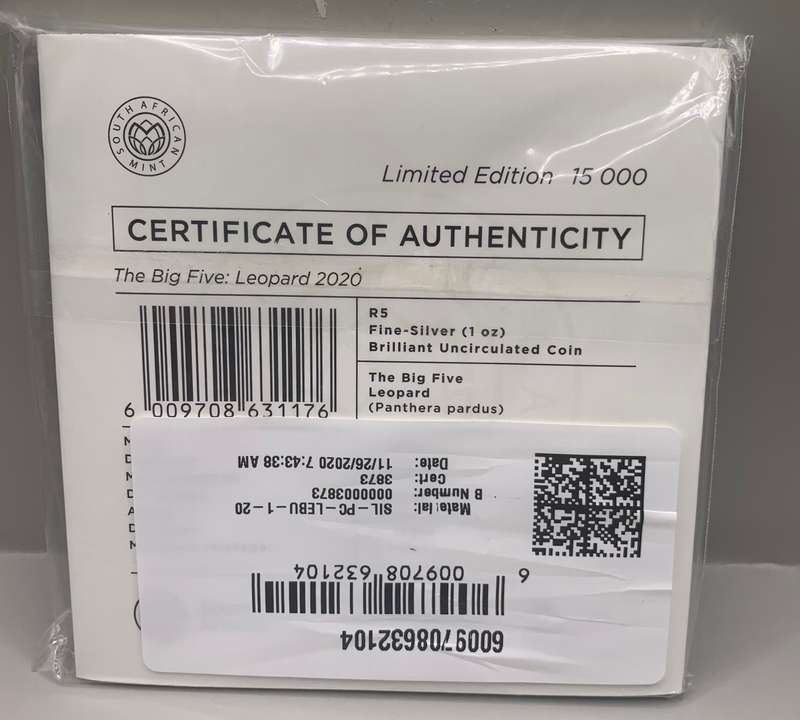 SOUTH AFRICAN MINT
Limited Edition 15 000
CERTIFICATE OF AUTHENTICITY
The Big Five: Leopard 2020
6 009708 631176
R5
Fine-Silver (1 oz)
Brilliant Uncirculated Coin
The Big Five
Leopard
(Panthera pardus)
M
D
M
D
A
D
M
6009708632104
6 009708 632104
Material: SIL-PC-LEBU-1-20
B Number: 0000003873
Cert: 3873
Date: 11/26/2020 7:43:38 AM